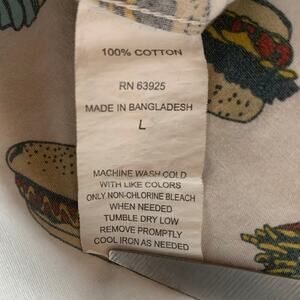 100% COTTON
RN 63925
MADE IN BANGLADESH
L
MACHINE WASH COLD
WITH LIKE COLORS
ONLY NON-CHLORINE BLEACH
WHEN NEEDED
TUMBLE DRY LOW
REMOVE PROMPTLY
COOL IRON AS NEEDED